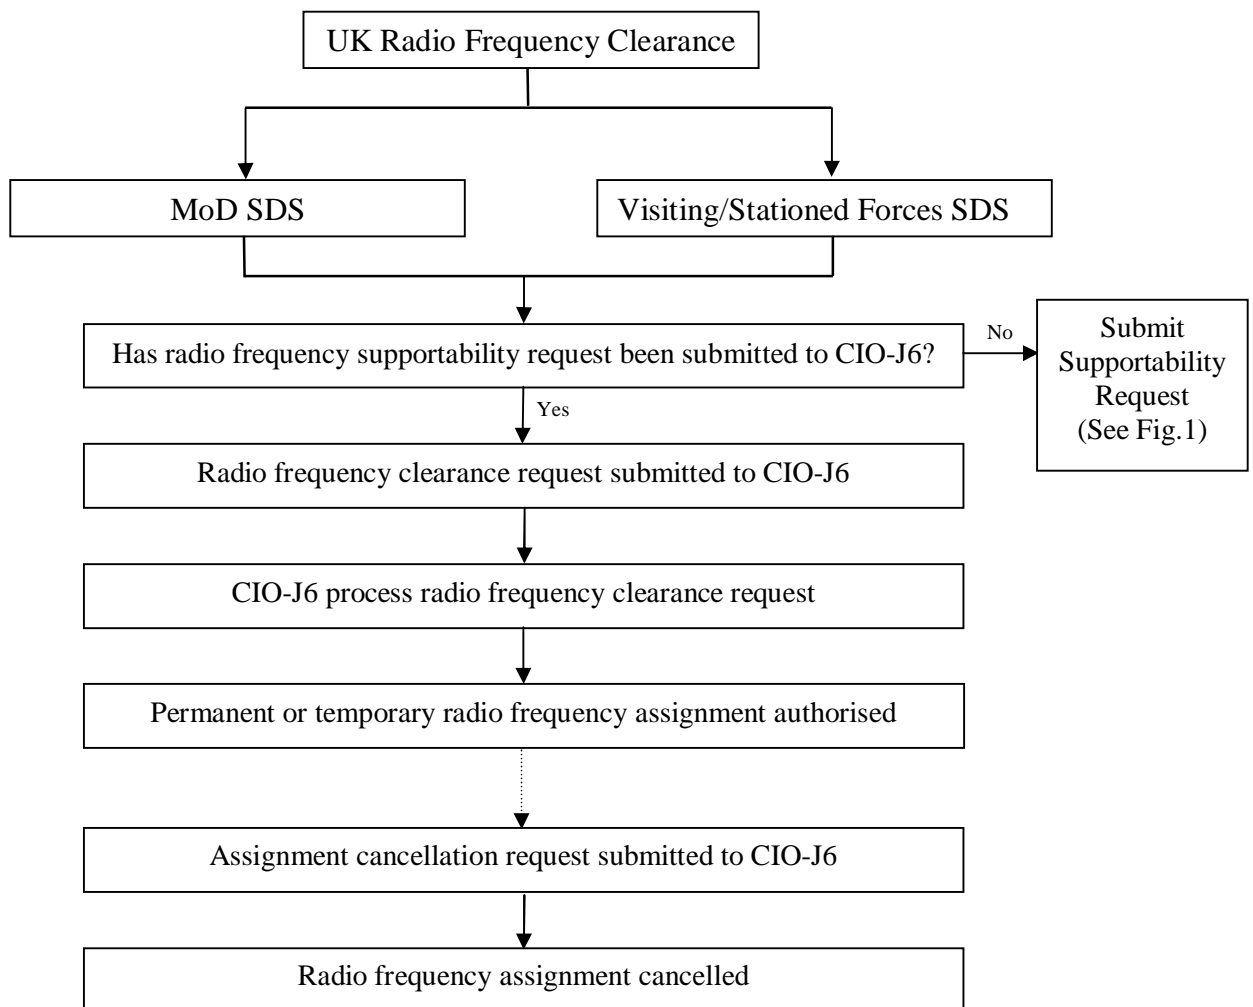 UK Radio Frequency Clearance
MoD SDS
Visiting/Stationed Forces SDS
Has radio frequency supportability request been submitted to CIO-J6?
No
Submit
Supportability
Request
(See Fig.1)
Yes
Radio frequency clearance request submitted to CIO-J6
CIO-J6 process radio frequency clearance request
Permanent or temporary radio frequency assignment authorised
Assignment cancellation request submitted to CIO-J6
Radio frequency assignment cancelled